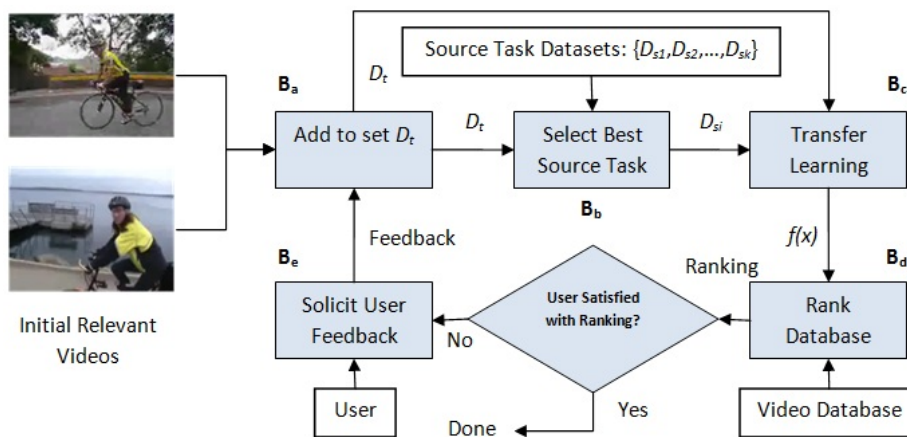 Source Task Datasets: {Ds1,Ds2,...,Dsk}
Dt
Ba
Bc
Add to set Dt
Dt
Select Best
Source Task
Dsi
Transfer
Learning
Bb
Feedback
f(x)
Be
Ranking
Bd
Solicit User
Feedback
User Satisfied
with Ranking?
Rank
Database
Initial Relevant
Videos
No
User
Yes
Done
Video Database